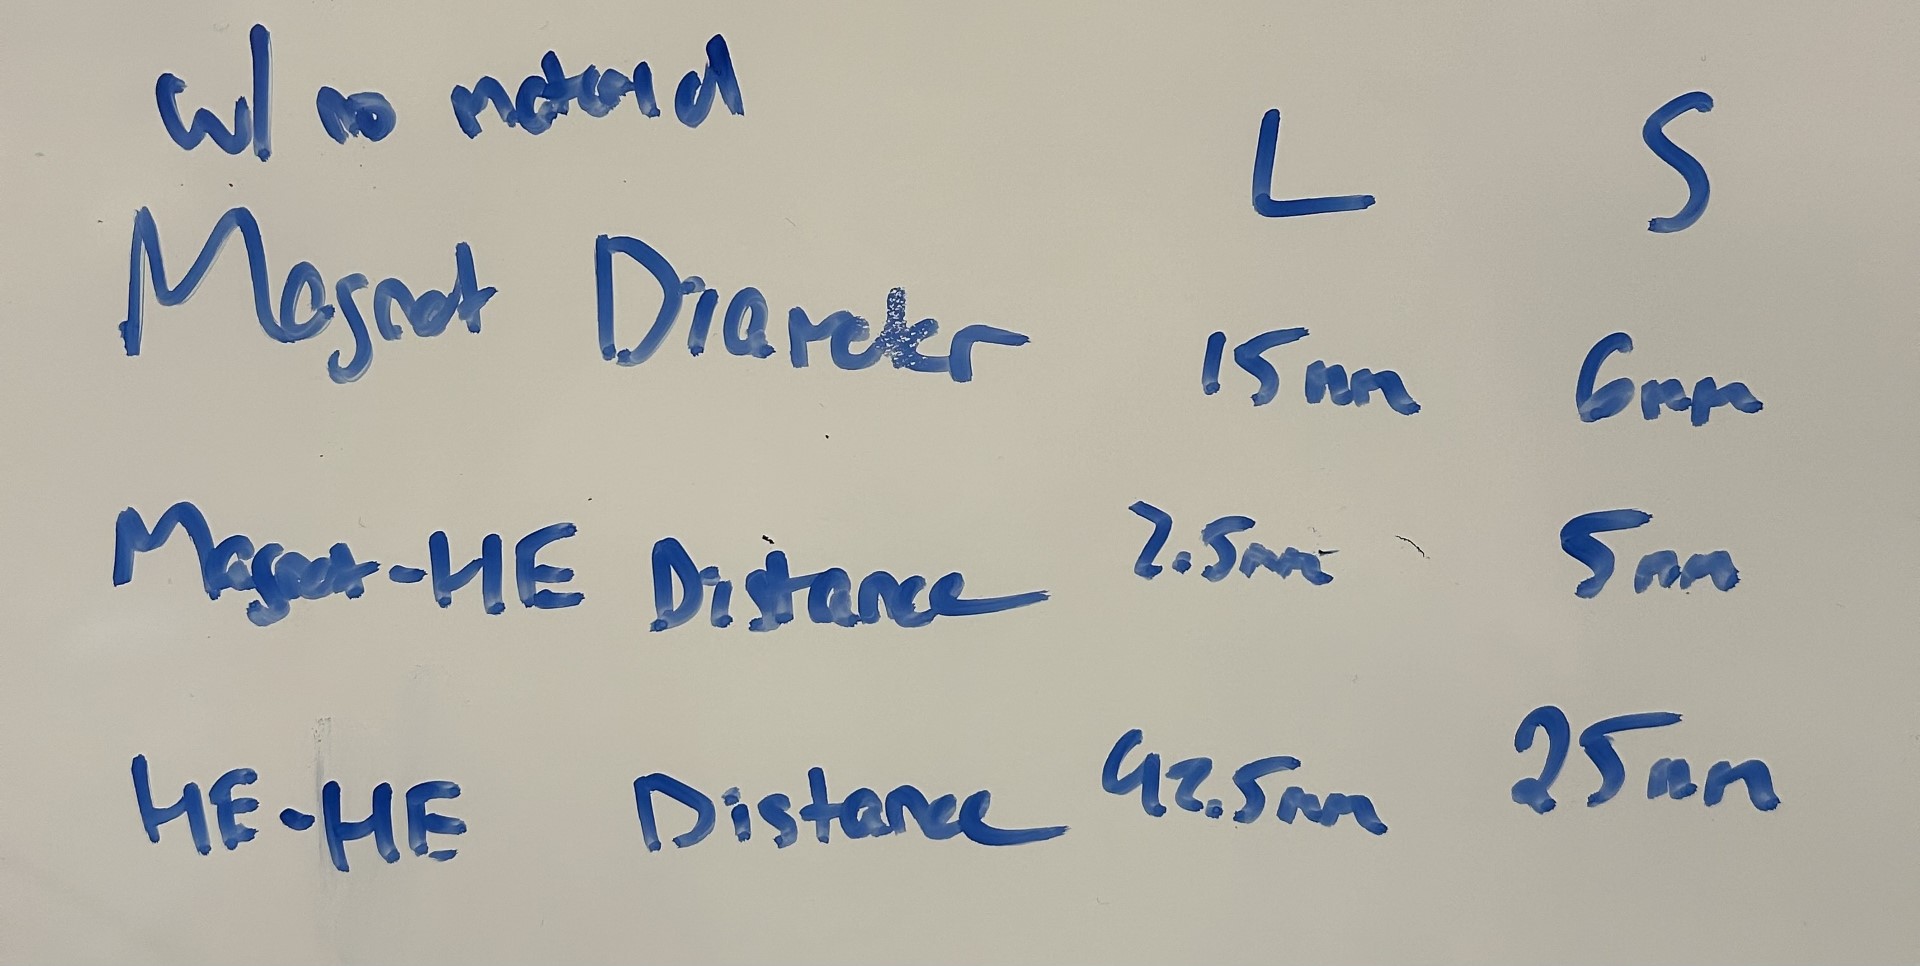 w/ no material
L S
Magnet Diameter 15mm 6mm
Magnet-HE Distance 2.5mm 5mm
HE-HE Distance 42.5mm 25mm